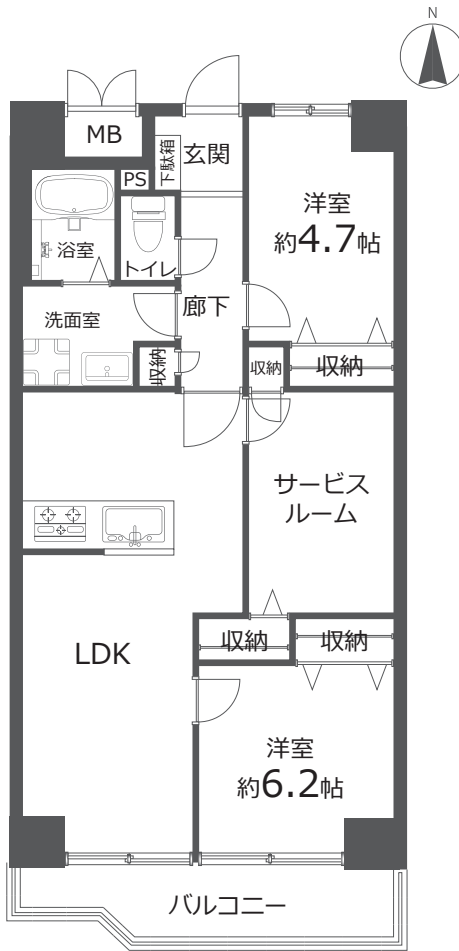 N
MB
玄関
下駄箱
PS
洋室
約4.7帖
浴室
トイレ
洗面室
廊下
収納
収納
収納
サービス
ルーム
LDK
収納
収納
洋室
約6.2帖
バルコニー